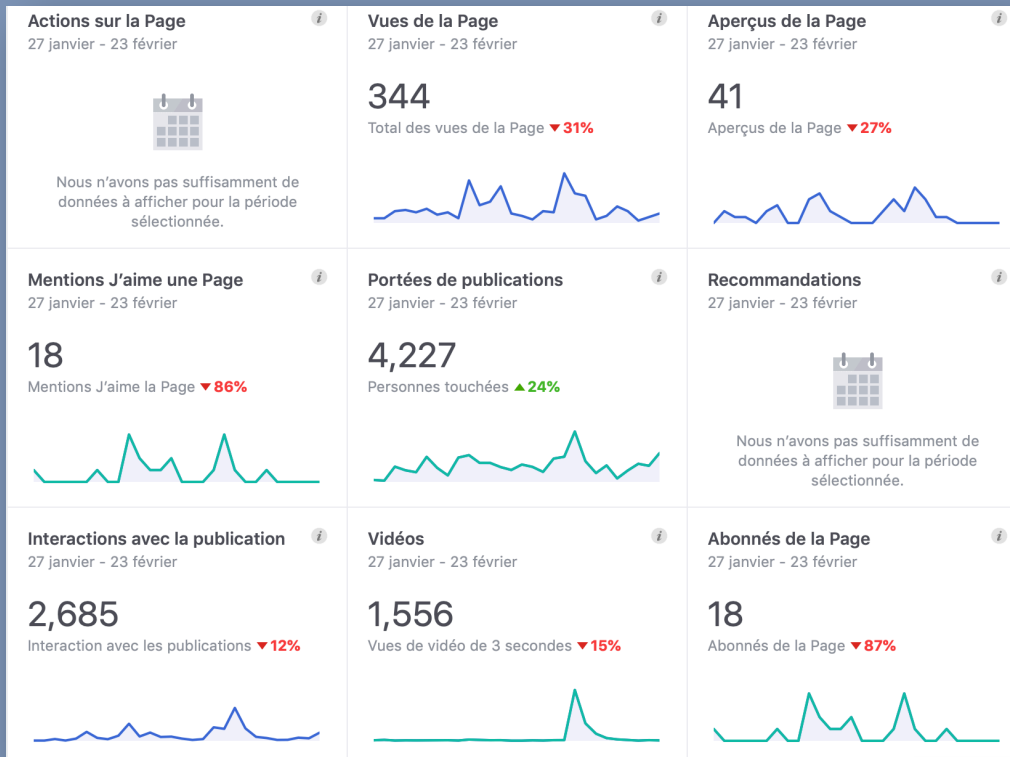 Actions sur la Page
27 janvier - 23 février
Nous n’avons pas suffisamment de
données à afficher pour la période
sélectionnée.
Vues de la Page
27 janvier - 23 février
344
Total des vues de la Page ▼31%
Aperçus de la Page
27 janvier - 23 février
41
Aperçus de la Page ▼27%
Mentions J’aime une Page
27 janvier - 23 février
18
Mentions J’aime la Page ▼86%
Portées de publications
27 janvier - 23 février
4,227
Personnes touchées ▲24%
Recommandations
27 janvier - 23 février
Nous n’avons pas suffisamment de
données à afficher pour la période
sélectionnée.
Interactions avec la publication
27 janvier - 23 février
2,685
Interaction avec les publications ▼12%
Vidéos
27 janvier - 23 février
1,556
Vues de vidéo de 3 secondes ▼15%
Abonnés de la Page
27 janvier - 23 février
18
Abonnés de la Page ▼87%